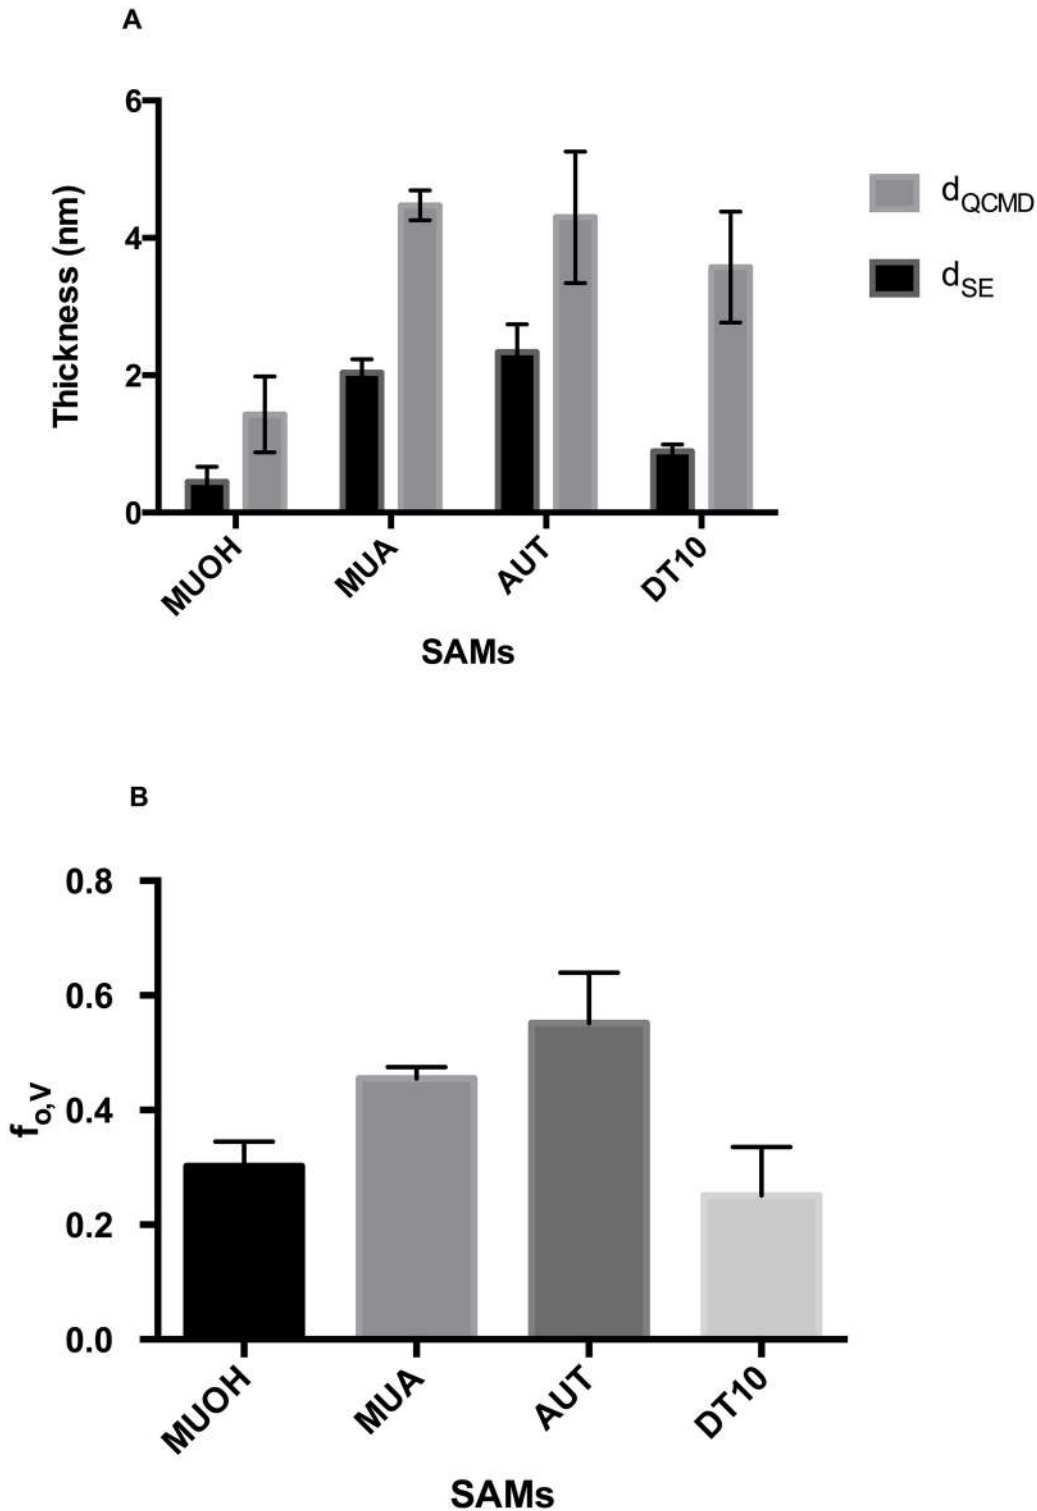 A
6
4
2
0
Thickness (nm)
MUOH
MUA
AUT
DT10
SAMs
dQCMD
dSE
B
0.8
0.6
0.4
0.2
0.0
fo,V
MUOH
MUA
AUT
DT10
SAMs